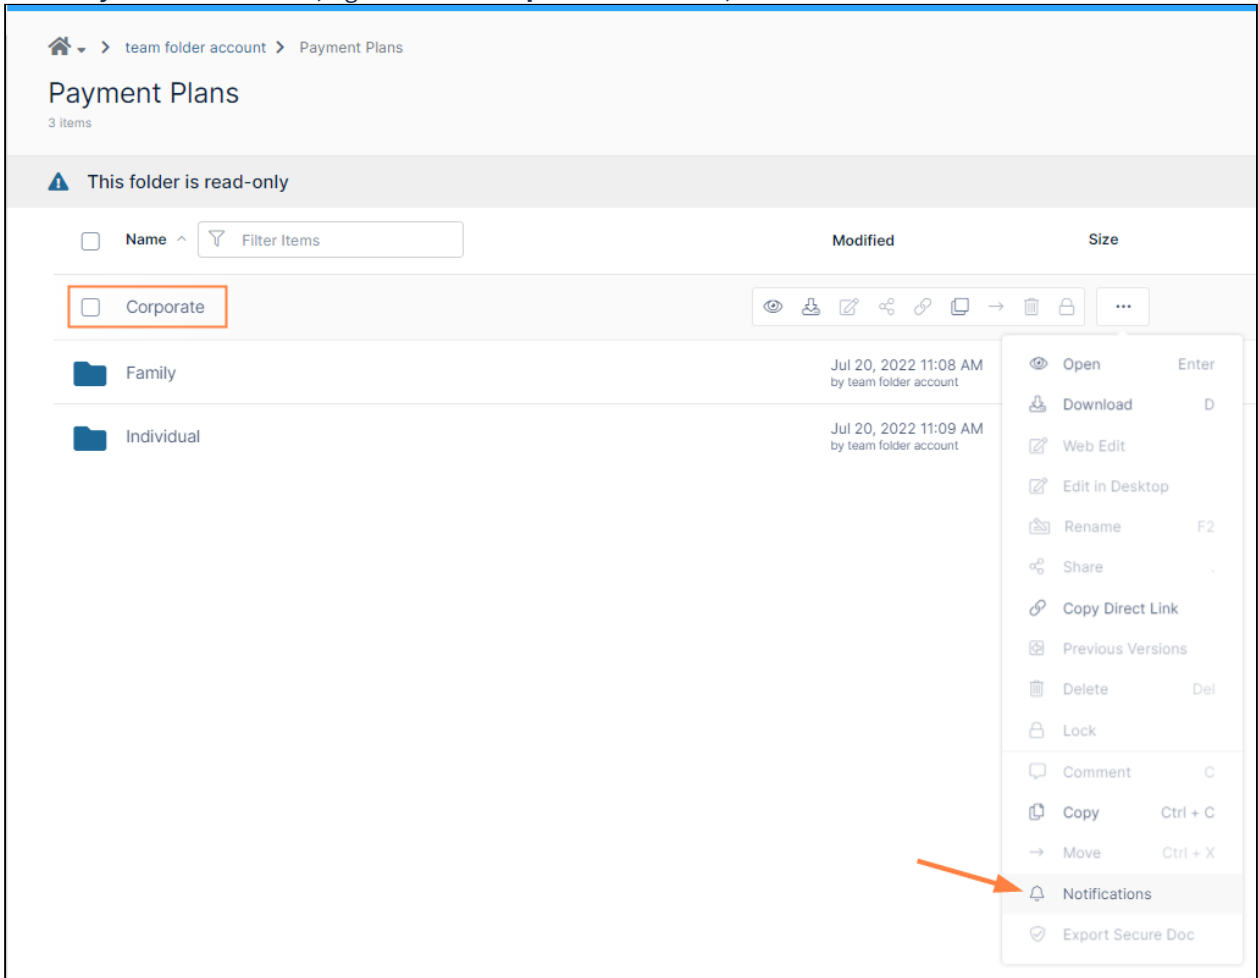 team folder account > Payment Plans
Payment Plans
3 items
This folder is read-only
Name Filter Items Modified Size
Corporate
Family Jul 20, 2022 11:08 AM
by team folder account
Individual Jul 20, 2022 11:09 AM
by team folder account
Open Enter
Download D
Web Edit
Edit in Desktop
Rename F2
Share .
Copy Direct Link
Previous Versions
Delete Del
Lock
Comment C
Copy Ctrl + C
Move Ctrl + X
Notifications
Export Secure Doc